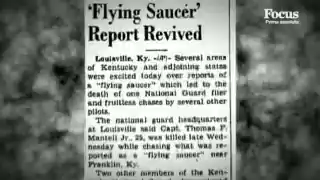 Focus
'Flying Saucer'
Report Revived
Louisville, Ky. -(AP)- Several areas
of Kentucky and adjoining states
were excited today over reports of
a "flying saucer" which led to the
death of one National Guard flier
and fruitless chases by several other
pilots.
The national guard headquarters
at Louisville said Capt. Thomas F.
Mantell Jr., 25, was killed late Wed-
nesday while chasing what was re-
ported as a "flying saucer" near
Franklin, Ky.
Two other members of the Ken-